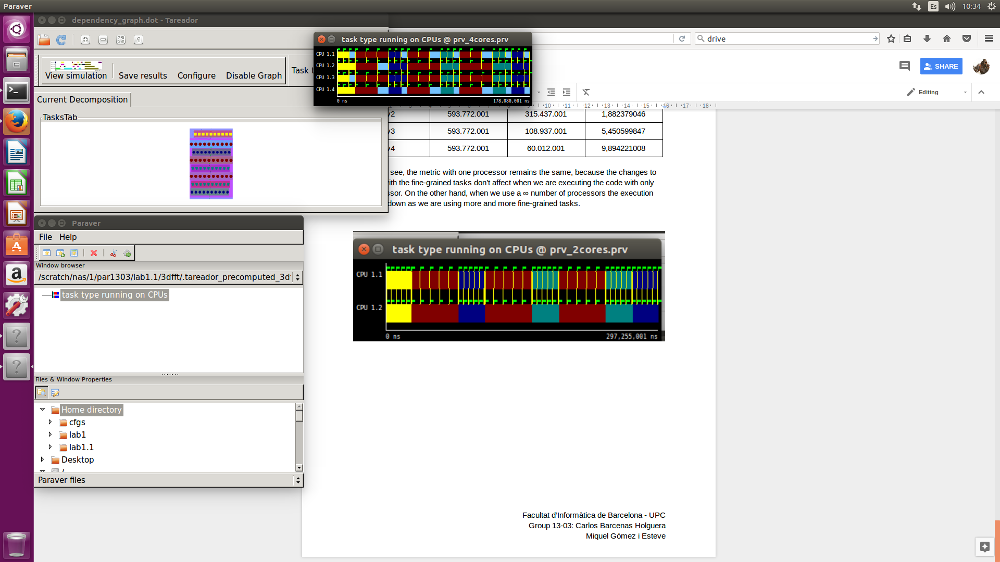 Paraver
Es
10:34
dependency_graph.dot - Tareador
drive
View simulation
Save results
Configure
Disable Graph
Task t
Current Decomposition
TasksTab
task type running on CPUs @ prv_4cores.prv
CPU 1.1
CPU 1.2
CPU 1.3
CPU 1.4
0 ns
178,080,001 ns
SHARE
Editing
10
11
12
13
14
15
16
17
18
v2
593.772.001
315.437.001
1,882379046
v3
593.772.001
108.937.001
5,450599847
v4
593.772.001
60.012.001
9,894221008
see, the metric with one processor remains the same, because the changes to
ith the fine-grained tasks don't affect when we are executing the code with only
ssor. On the other hand, when we use a ∞ number of processors the execution
down as we are using more and more fine-grained tasks.
Paraver
File
Help
Window browser
/scratch/nas/1/par1303/lab1.1/3dfft/.tareador_precomputed_3d
task type running on CPUs
task type running on CPUs @ prv_2cores.prv
CPU 1.1
CPU 1.2
0 ns
297,255,001 ns
Files & Window Properties
Home directory
cfgs
lab1
lab1.1
Desktop
/
Paraver files
Facultat d'Informàtica de Barcelona - UPC
Group 13-03: Carlos Barcenas Holguera
Miquel Gómez i Esteve